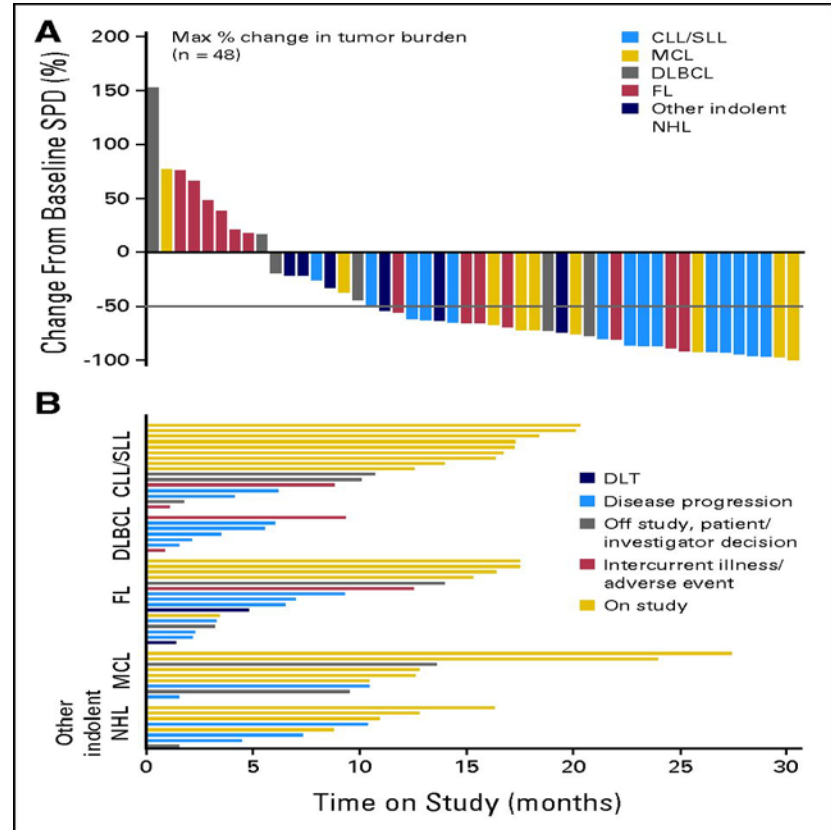 A
Max % change in tumor burden
(n = 48)
CLL/SLL
MCL
DLBCL
FL
Other indolent
NHL
Change From Baseline SPD (%)
200
150
100
50
0
-50
-100
B
CLL/SLL
DLBCL
FL
MCL
Other
indolent
NHL
DLT
Disease progression
Off study, patient/
investigator decision
Intercurrent illness/
adverse event
On study
0 5 10 15 20 25 30
Time on Study (months)